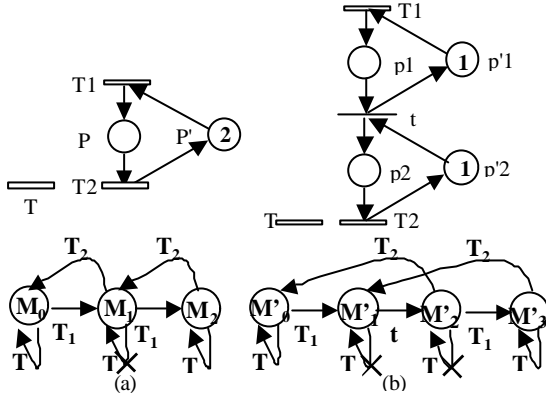 T1
p1
1 p'1
t
p2
1 p'2
T T2
T1
P
P' 2
T T2
T2 T2
M0 M1 M2
T1 T1
T T T
(a)
T2 T2
M'0 M'1 M'2 M'3
T1 t T1
T T T T
(b)